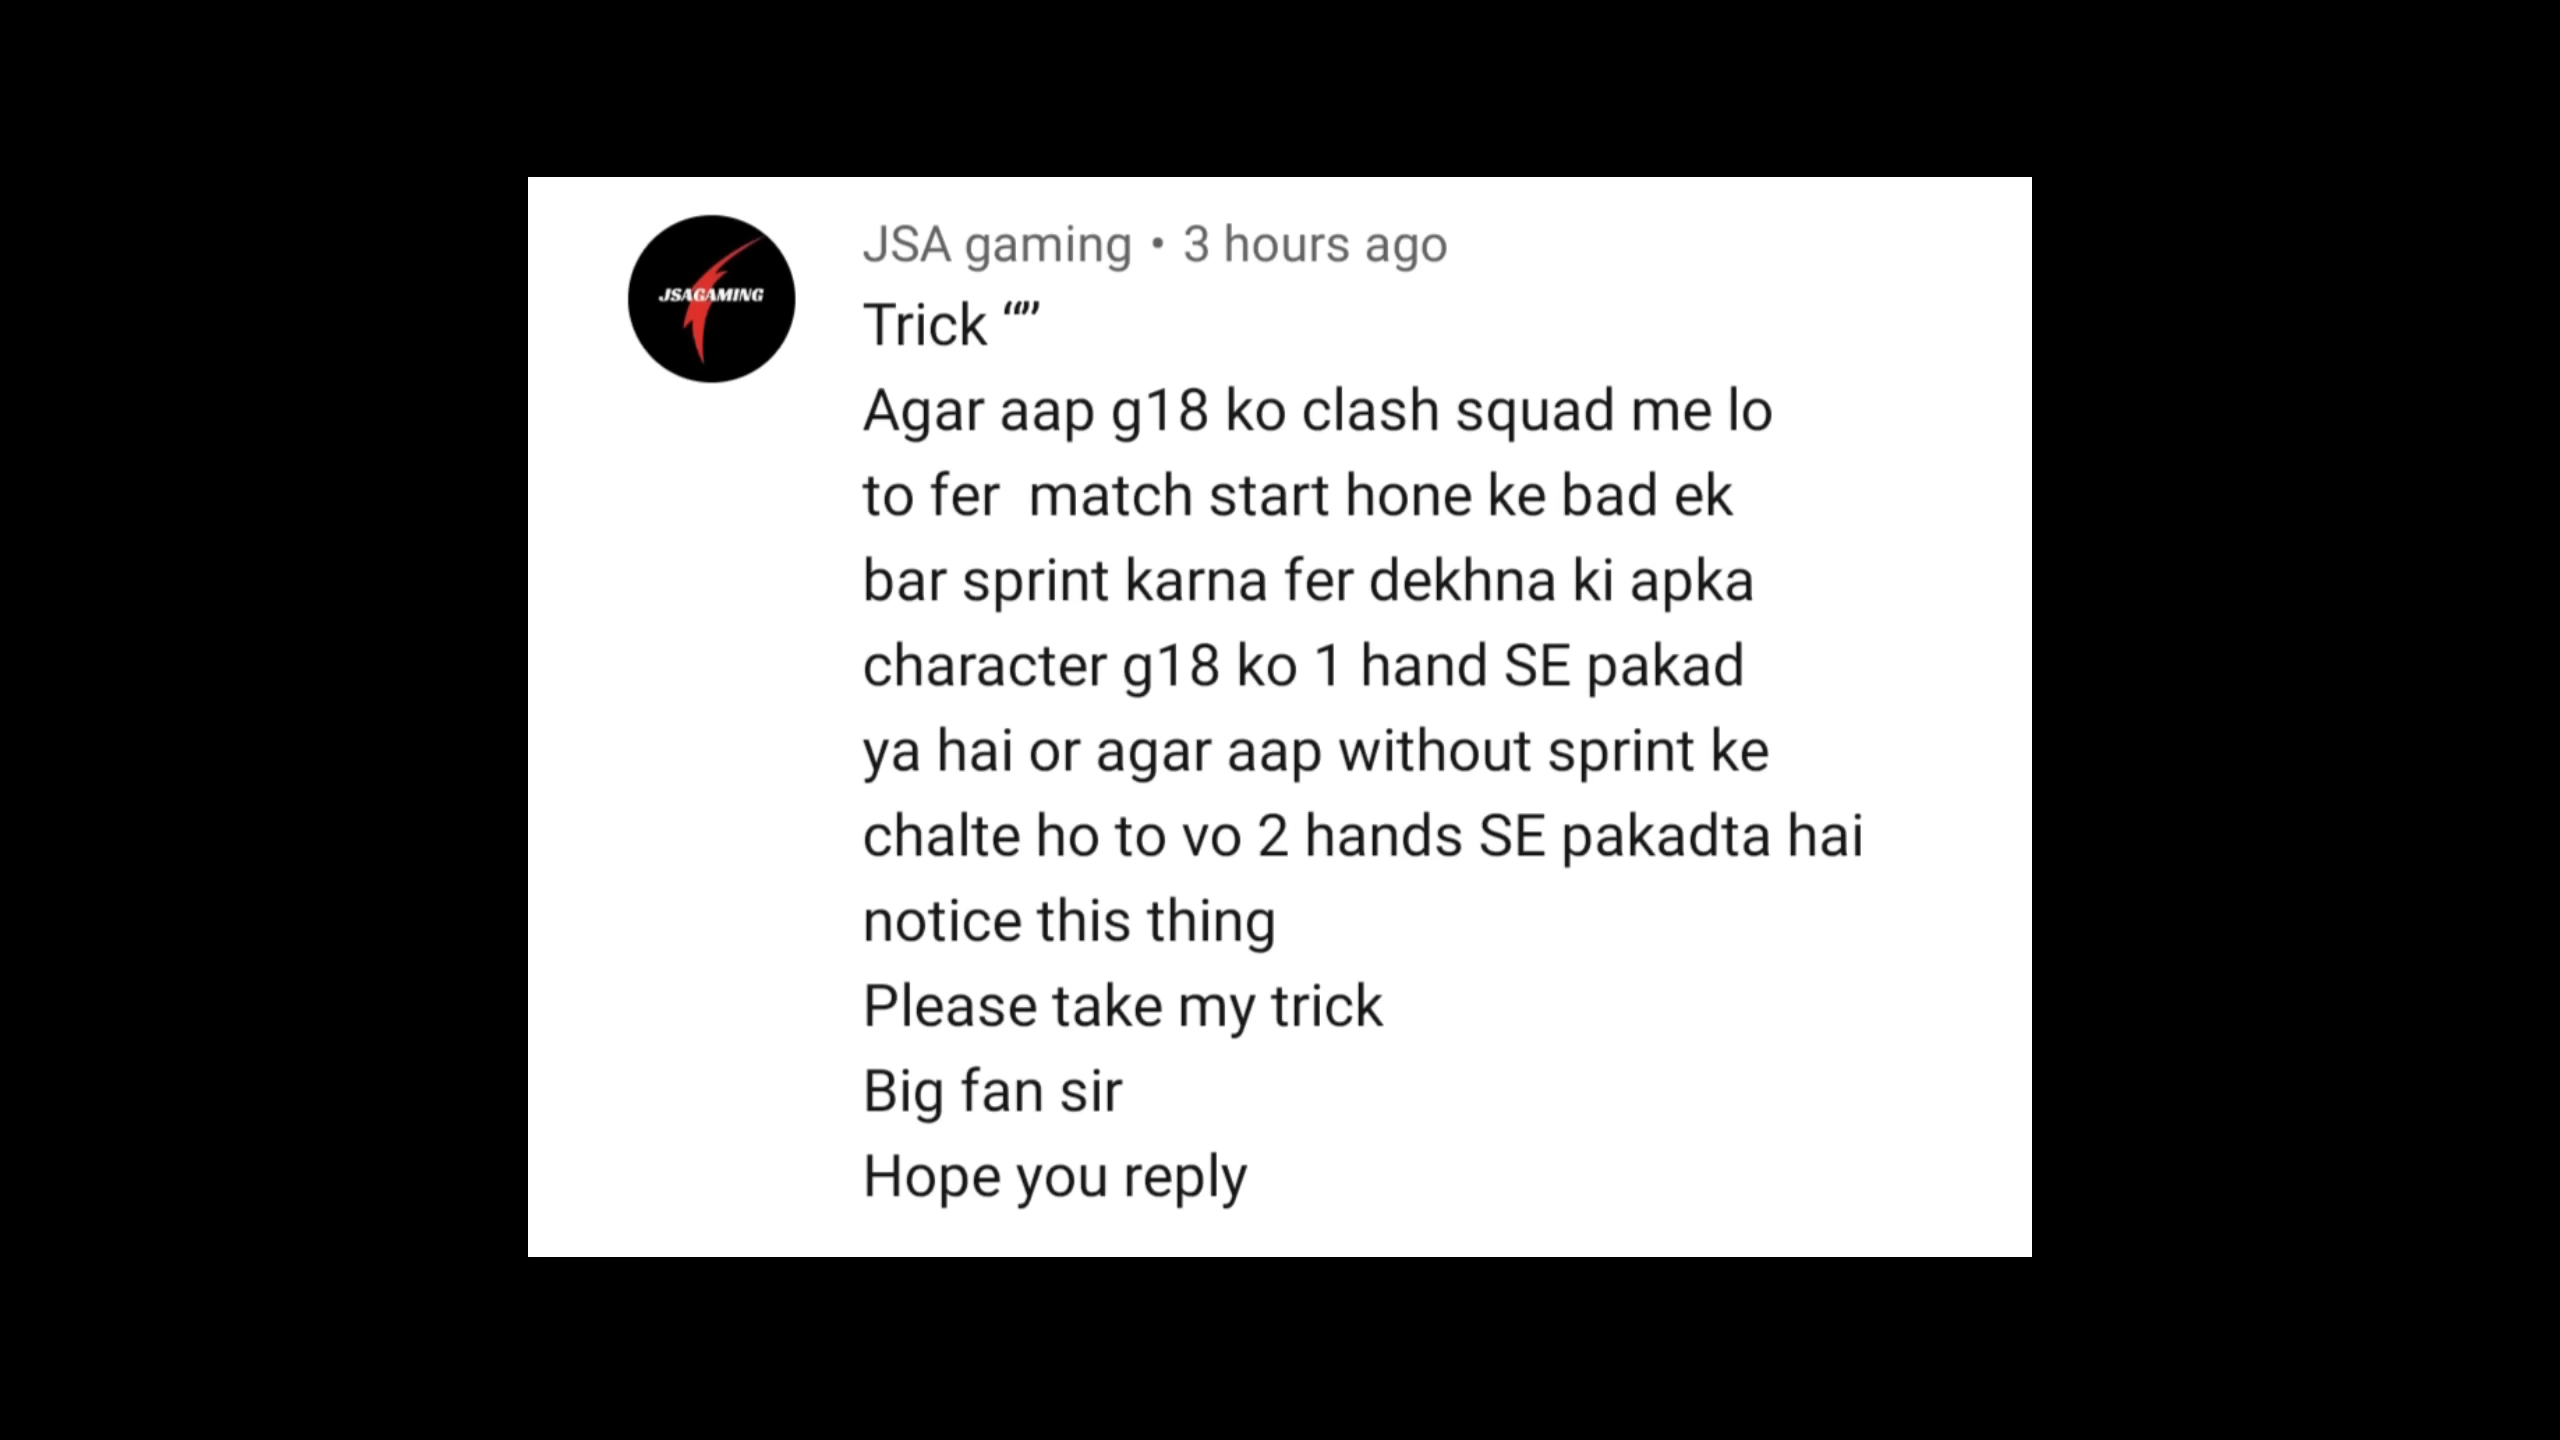 JSAGAMING
JSA gaming • 3 hours ago
Trick “”
Agar aap g18 ko clash squad me lo
to fer  match start hone ke bad ek
bar sprint karna fer dekhna ki apka
character g18 ko 1 hand SE pakad
ya hai or agar aap without sprint ke
chalte ho to vo 2 hands SE pakadta hai
notice this thing
Please take my trick
Big fan sir
Hope you reply